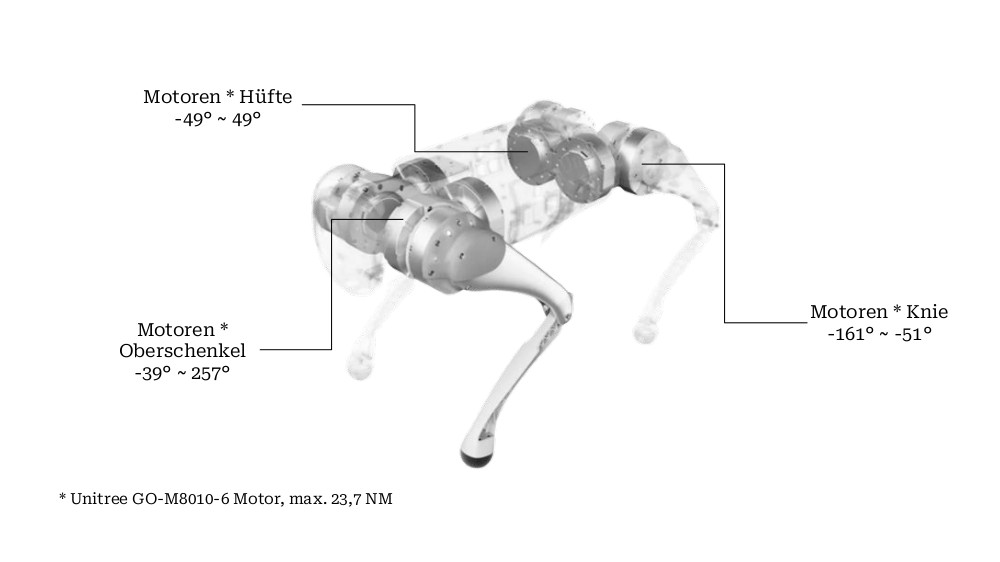 Motoren * Hüfte
-49° ~ 49°
Motoren *
Oberschenkel
-39° ~ 257°
Motoren * Knie
-161° ~ -51°
* Unitree GO-M8010-6 Motor, max. 23,7 NM